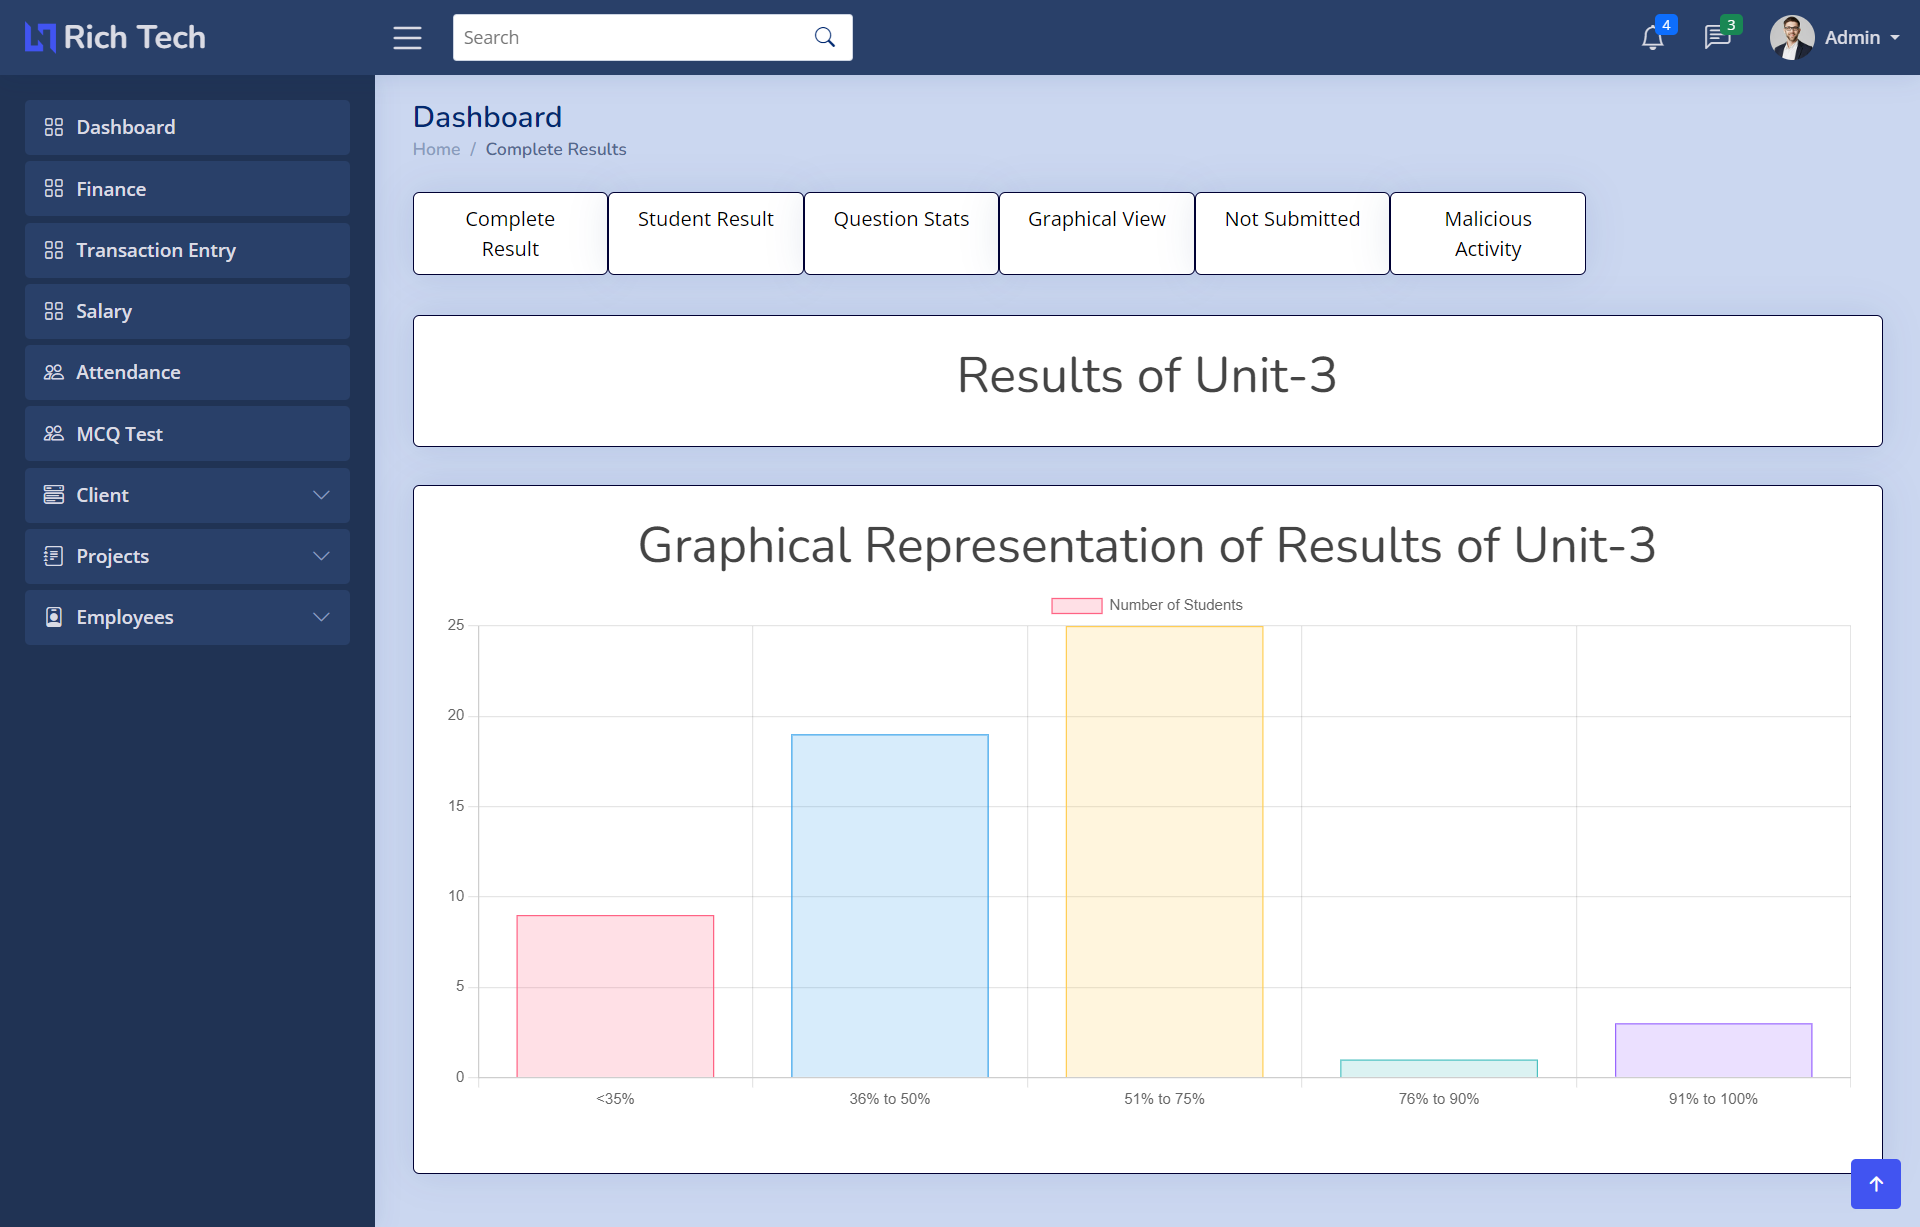 Rich Tech
Search
4
3
Admin
Dashboard
Finance
Transaction Entry
Salary
Attendance
MCQ Test
Client
Projects
Employees
Dashboard
Home / Complete Results
Complete
Result
Student Result
Question Stats
Graphical View
Not Submitted
Malicious
Activity
Results of Unit-3
Graphical Representation of Results of Unit-3
Number of Students
25
20
15
10
5
0
<35%
36% to 50%
51% to 75%
76% to 90%
91% to 100%